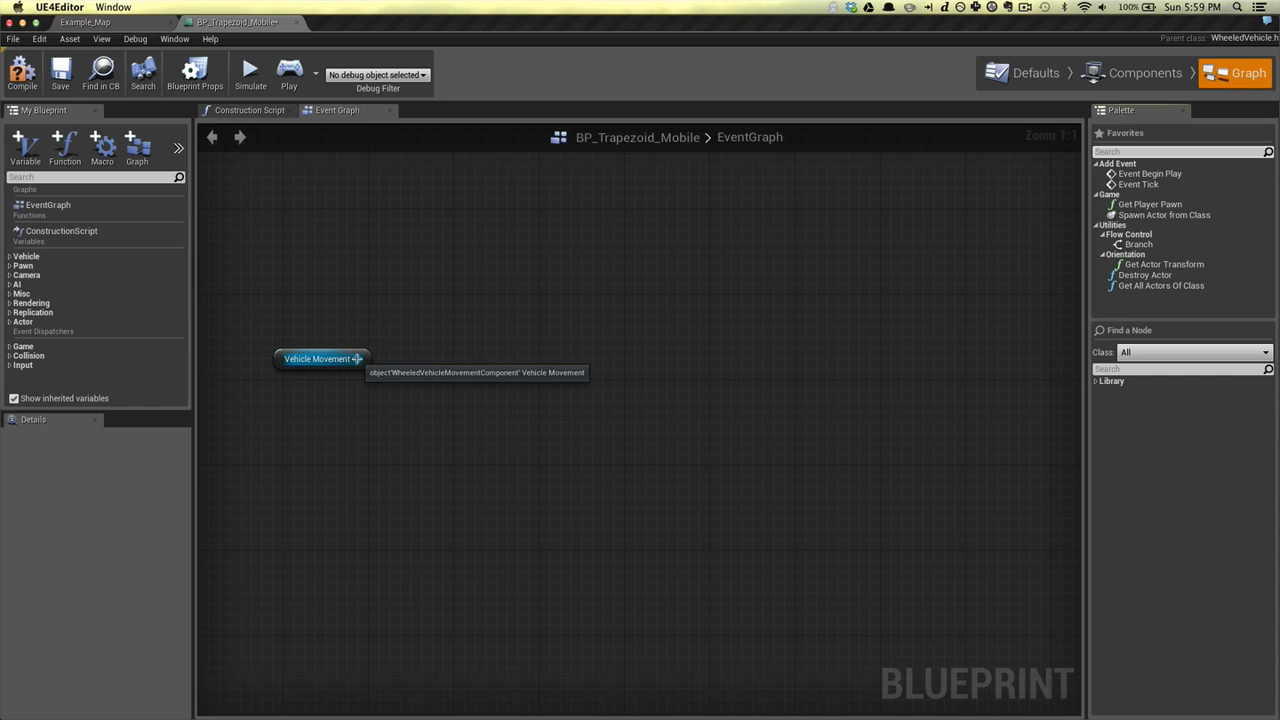 UE4Editor Window
100% Sun 5:59 PM
Example_Map
BP_Trapezoid_Mobile*
File Edit Asset View Debug Window Help
Parent class: WheeledVehicle.h
Compile
Save
Find in CB
Search
Blueprint Props
Simulate
Play
No debug object selected
Debug Filter
Defaults
Components
Graph
My Blueprint
Construction Script
Event Graph
Palette
Variable
Function
Macro
Graph
Search
Graphs
EventGraph
Functions
ConstructionScript
Variables
Vehicle
Pawn
Camera
AI
Misc
Rendering
Replication
Actor
Event Dispatchers
Game
Collision
Input
Show inherited variables
Details
BP_Trapezoid_Mobile > EventGraph
Zoom 1:1
Vehicle Movement
object'WheeledVehicleMovementComponent' Vehicle Movement
BLUEPRINT
Favorites
Search
Add Event
Event Begin Play
Event Tick
Game
Get Player Pawn
Spawn Actor from Class
Utilities
Flow Control
Branch
Orientation
Get Actor Transform
Destroy Actor
Get All Actors Of Class
Find a Node
Class: All
Search
Library